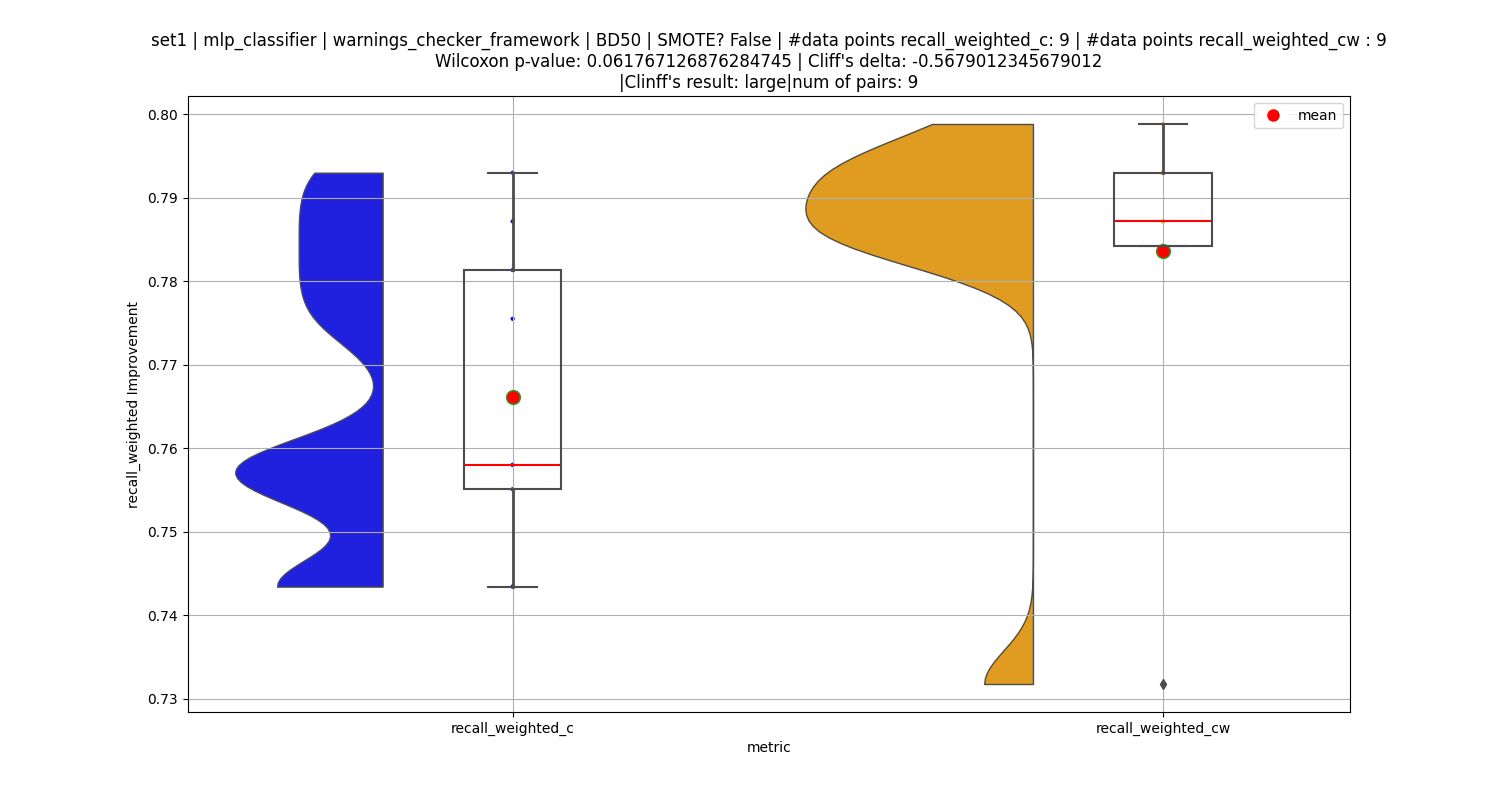 set1 | mlp_classifier | warnings_checker_framework | BD50 | SMOTE? False | #data points recall_weighted_c: 9 | #data points recall_weighted_cw : 9
Wilcoxon p-value: 0.061767126876284745 | Cliff's delta: -0.5679012345679012
|Clinff's result: large|num of pairs: 9
mean
0.80
0.79
0.78
0.77
0.76
0.75
0.74
0.73
recall_weighted Improvement
recall_weighted_c
recall_weighted_cw
metric